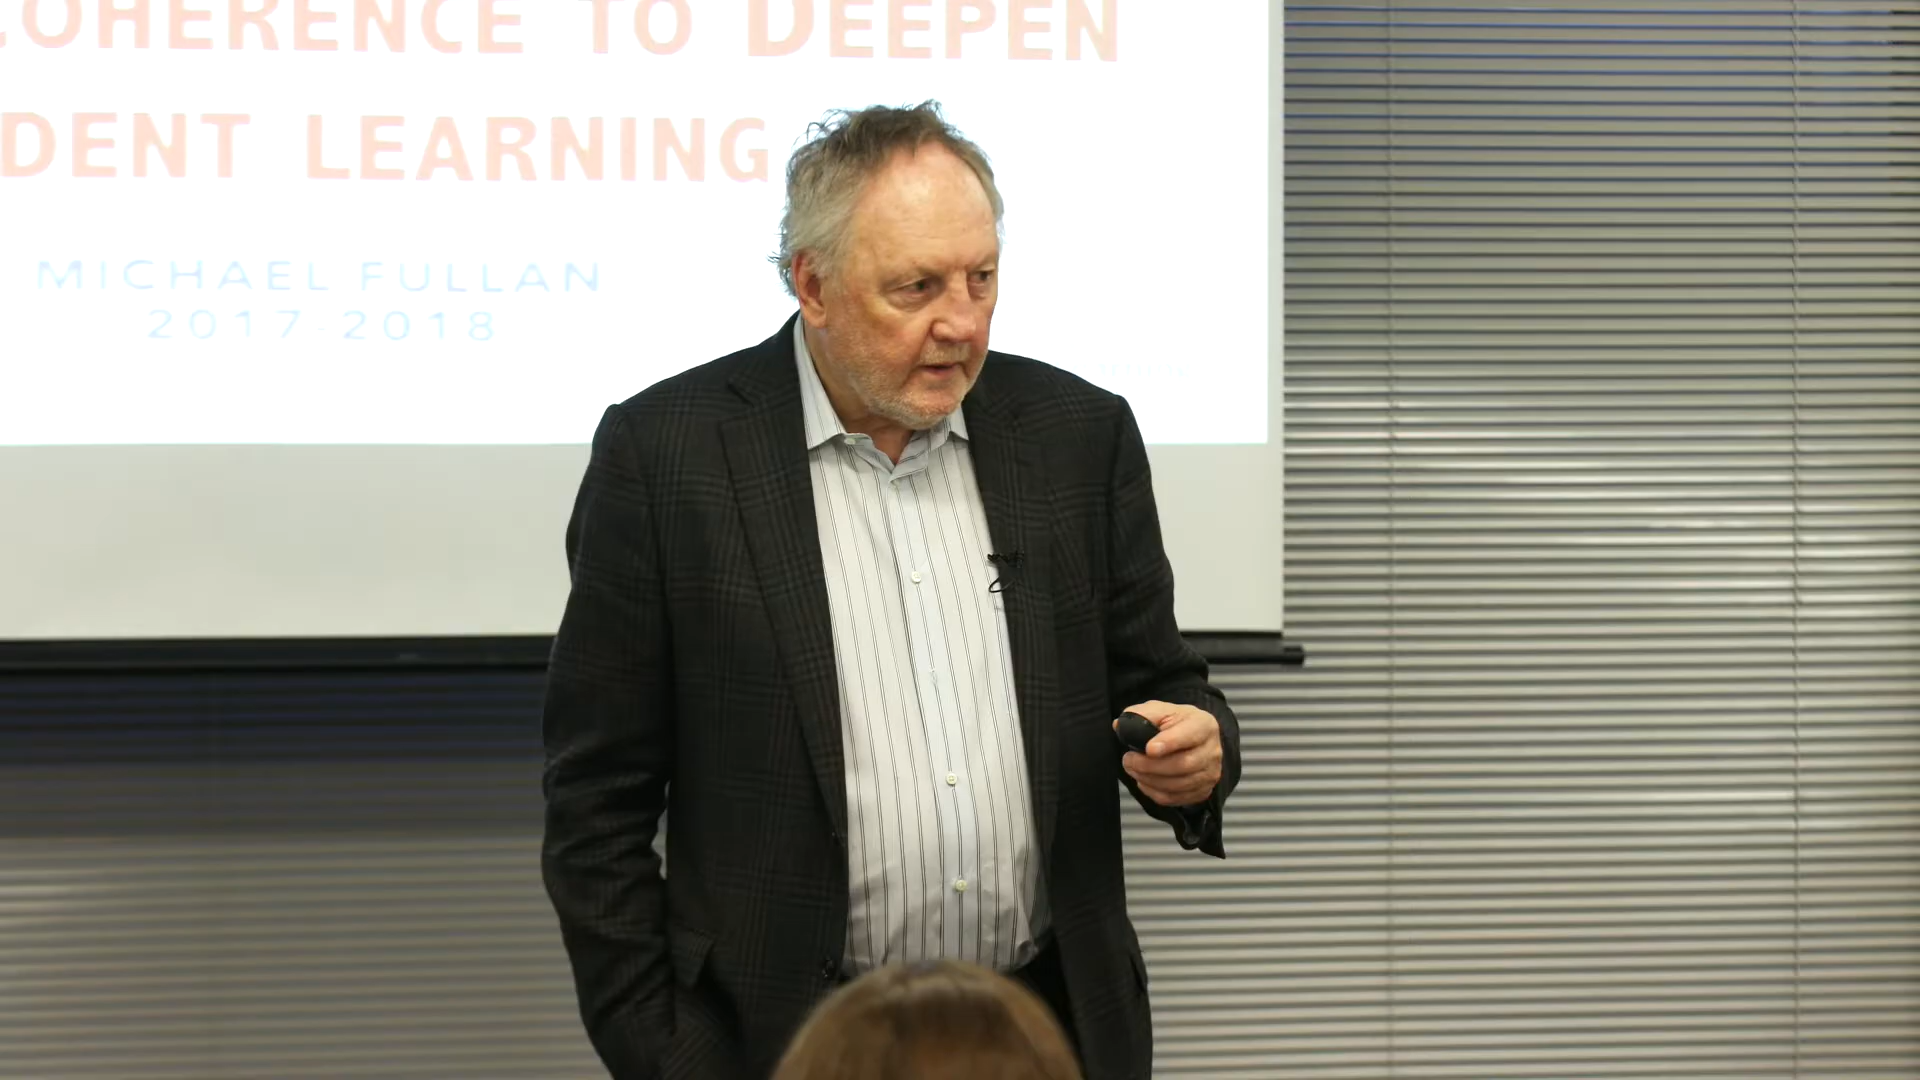 COHERENCE TO DEEPEN
DENT LEARNING
MICHAEL FULLAN
2017-2018